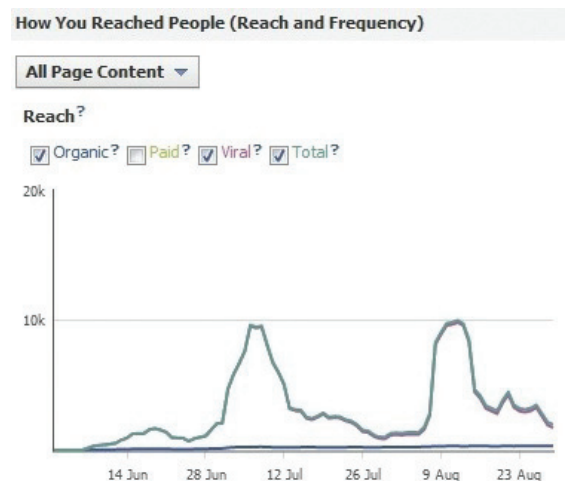 How You Reached People (Reach and Frequency)
All Page Content
Reach?
Organic? Paid? Viral? Total?
20k
10k
14 Jun 28 Jun 12 Jul 26 Jul 9 Aug 23 Aug